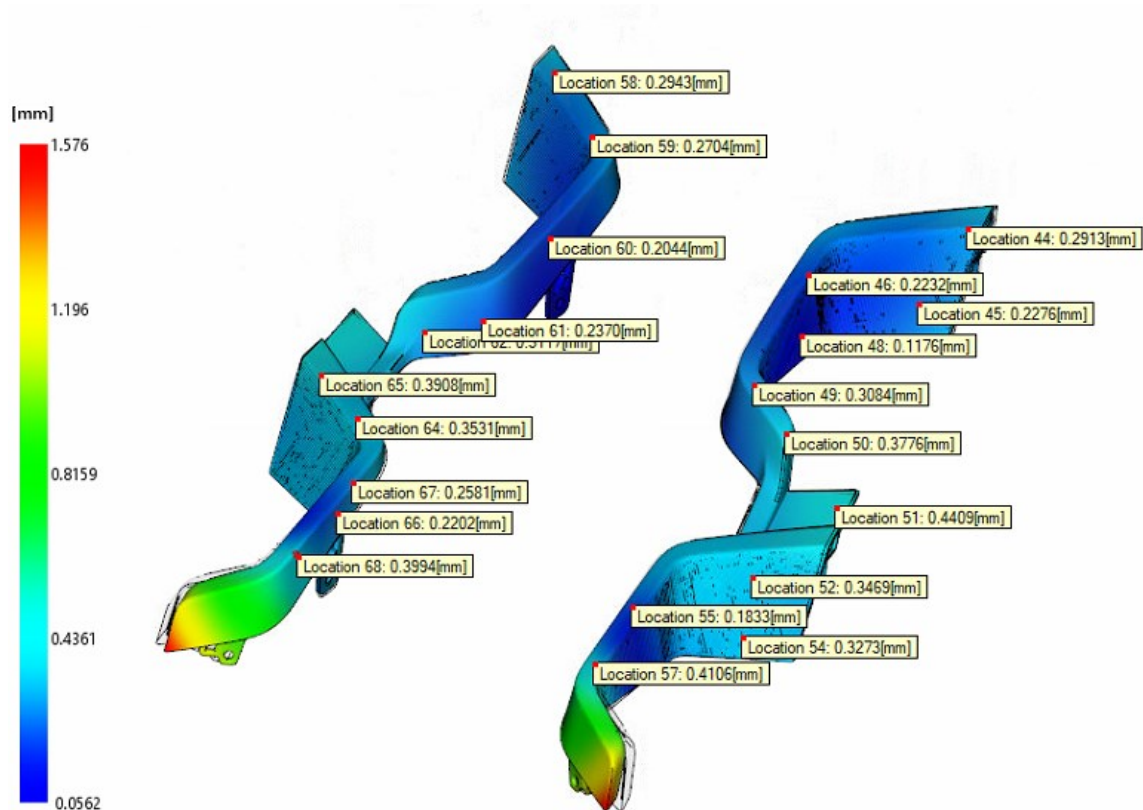 [mm]
1.576
1.196
0.8159
0.4361
0.0562
Location 58: 0.2943[mm]
Location 59: 0.2704[mm]
Location 60: 0.2044[mm]
Location 61: 0.2370[mm]
Location 65: 0.3908[mm]
Location 64: 0.3531[mm]
Location 67: 0.2581[mm]
Location 66: 0.2202[mm]
Location 68: 0.3994[mm]
Location 44: 0.2913[mm]
Location 46: 0.2232[mm]
Location 45: 0.2276[mm]
Location 48: 0.1176[mm]
Location 49: 0.3084[mm]
Location 50: 0.3776[mm]
Location 51: 0.4409[mm]
Location 52: 0.3469[mm]
Location 55: 0.1833[mm]
Location 54: 0.3273[mm]
Location 57: 0.4106[mm]